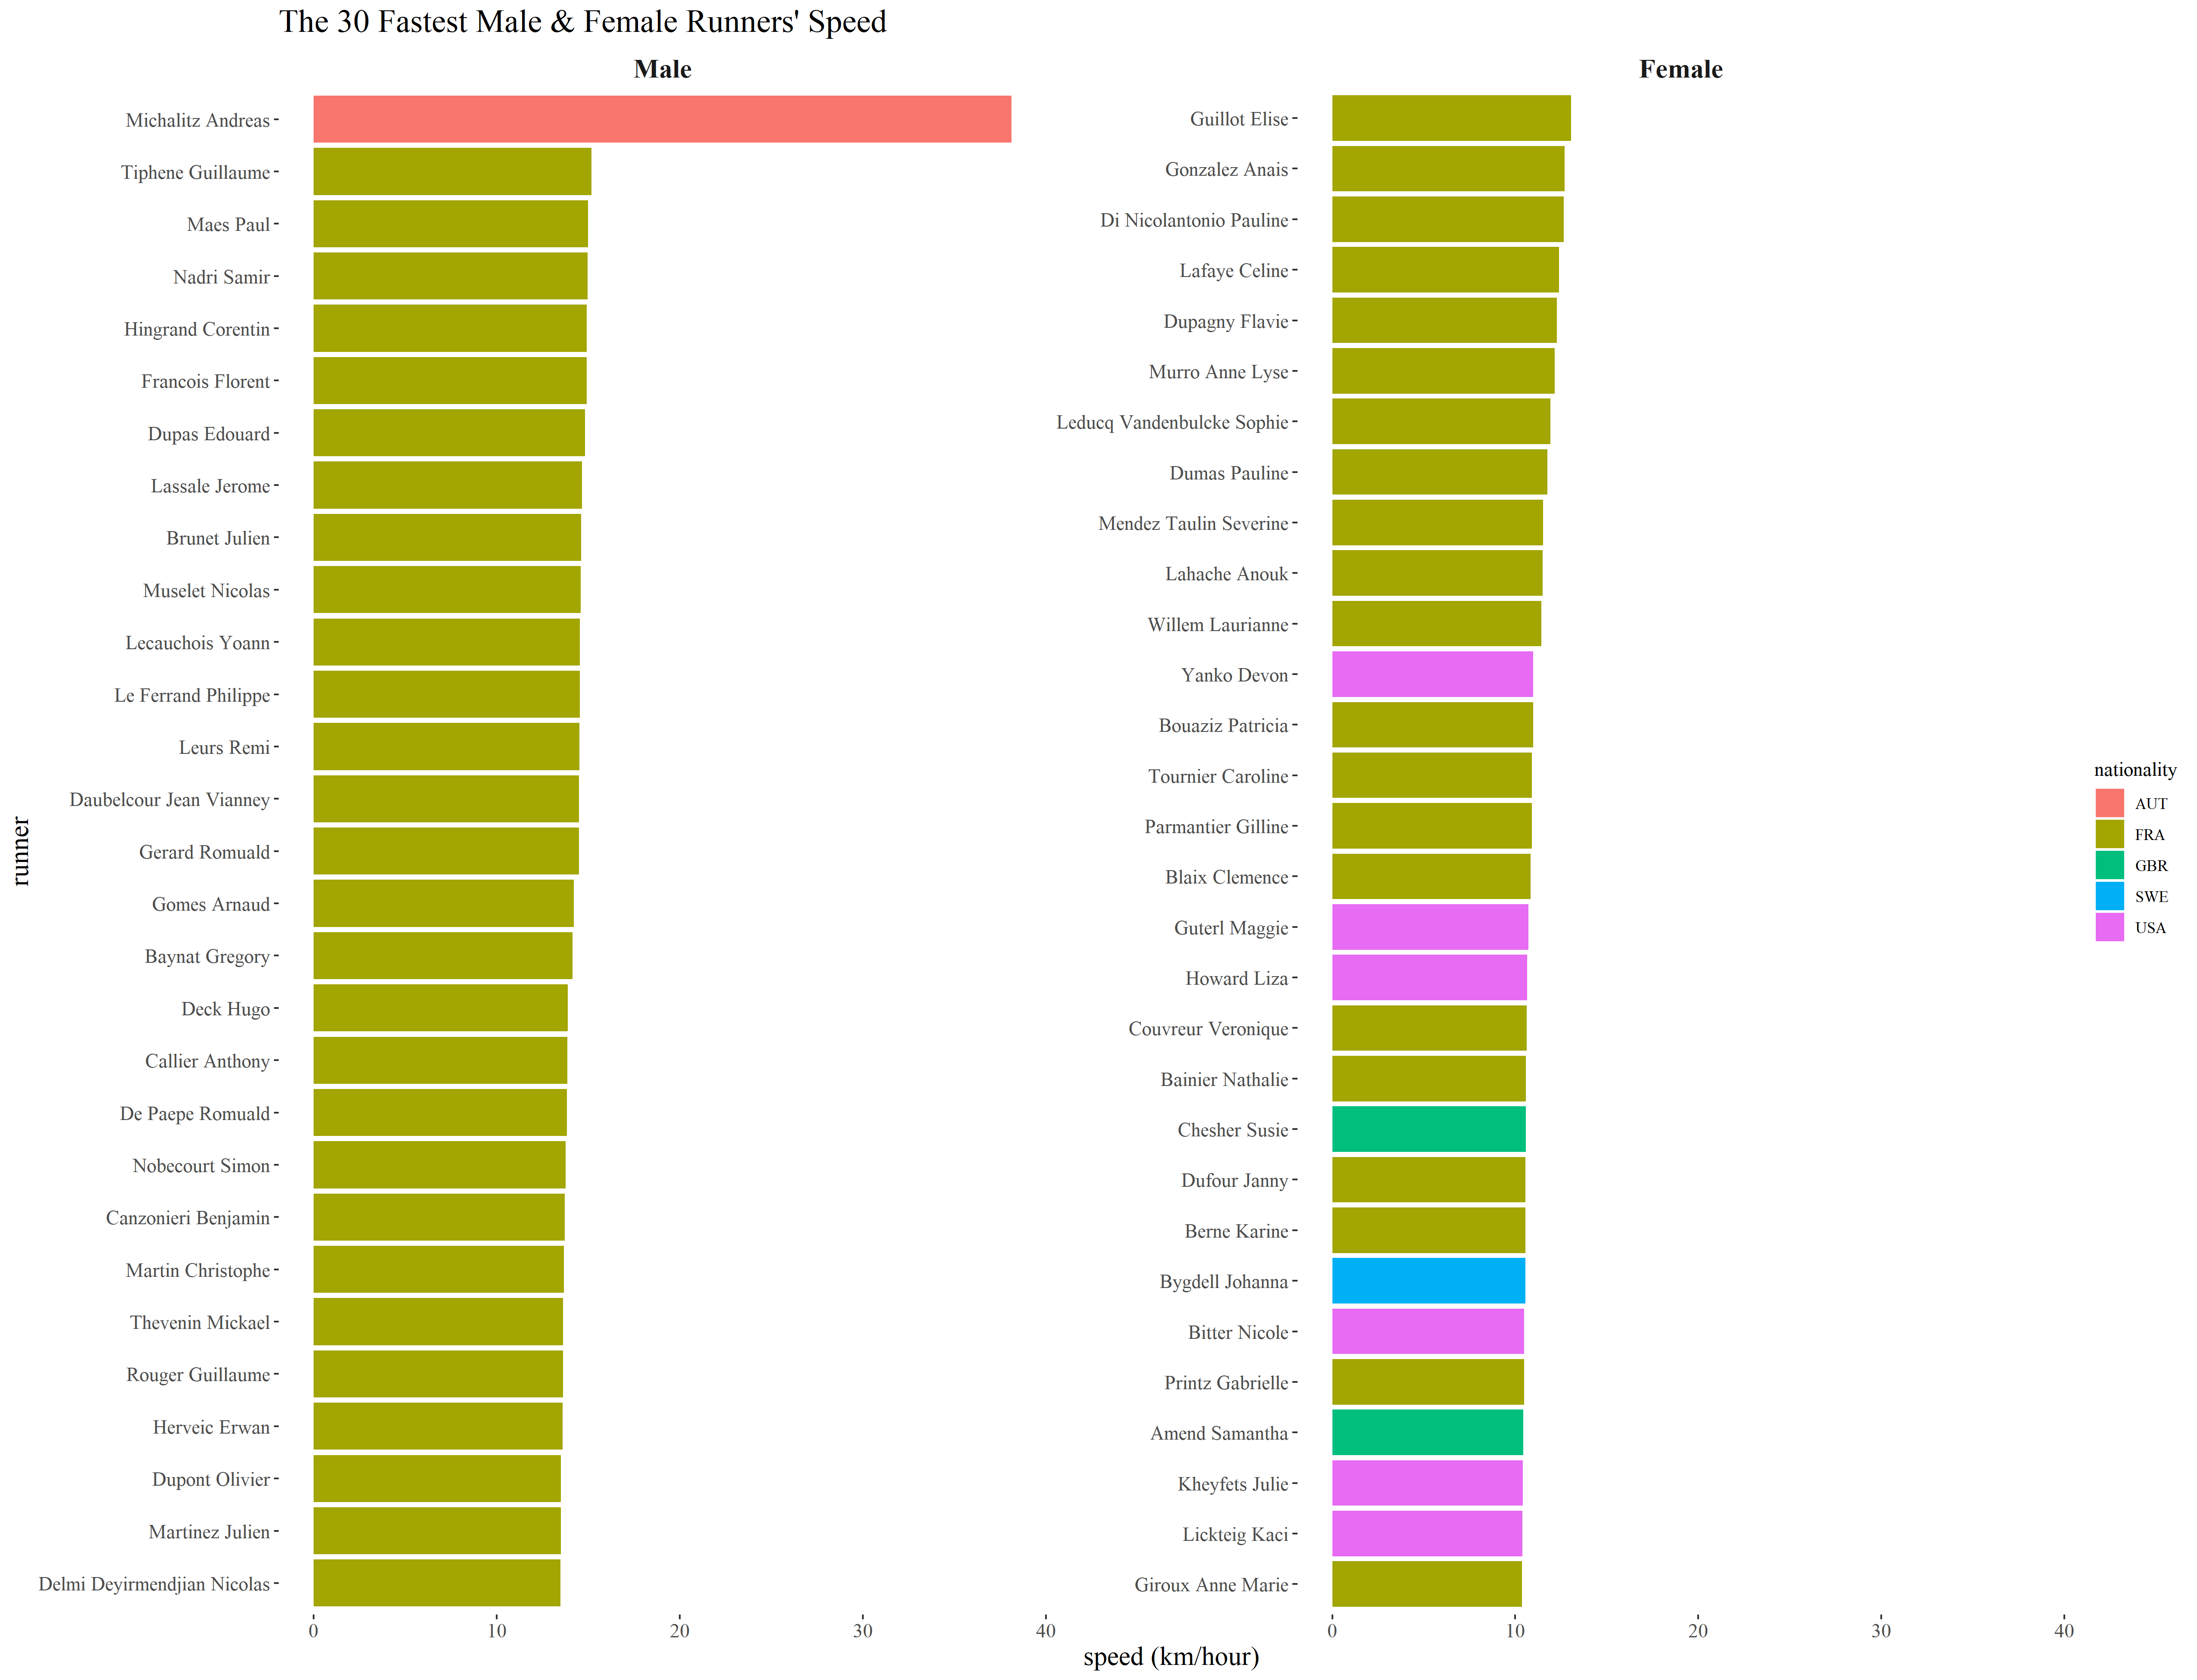 The 30 Fastest Male & Female Runners' Speed
Male
Michalitz Andreas
Tiphene Guillaume
Maes Paul
Nadri Samir
Hingrand Corentin
Francois Florent
Dupas Edouard
Lassale Jerome
Brunet Julien
Muselet Nicolas
Lecauchois Yoann
Le Ferrand Philippe
Leurs Remi
Daubelcour Jean Vianney
Gerard Romuald
Gomes Arnaud
Baynat Gregory
Deck Hugo
Callier Anthony
De Paepe Romuald
Nobecourt Simon
Canzonieri Benjamin
Martin Christophe
Thevenin Mickael
Rouger Guillaume
Herveic Erwan
Dupont Olivier
Martinez Julien
Delmi Deyirmendjian Nicolas
0 10 20 30 40
Female
Guillot Elise
Gonzalez Anais
Di Nicolantonio Pauline
Lafaye Celine
Dupagny Flavie
Murro Anne Lyse
Leducq Vandenbulcke Sophie
Dumas Pauline
Mendez Taulin Severine
Lahache Anouk
Willem Laurianne
Yanko Devon
Bouaziz Patricia
Tournier Caroline
Parmantier Gilline
Blaix Clemence
Guterl Maggie
Howard Liza
Couvreur Veronique
Bainier Nathalie
Chesher Susie
Dufour Janny
Berne Karine
Bygdell Johanna
Bitter Nicole
Printz Gabrielle
Amend Samantha
Kheyfets Julie
Lickteig Kaci
Giroux Anne Marie
0 10 20 30 40
speed (km/hour)
runner
nationality
AUT
FRA
GBR
SWE
USA